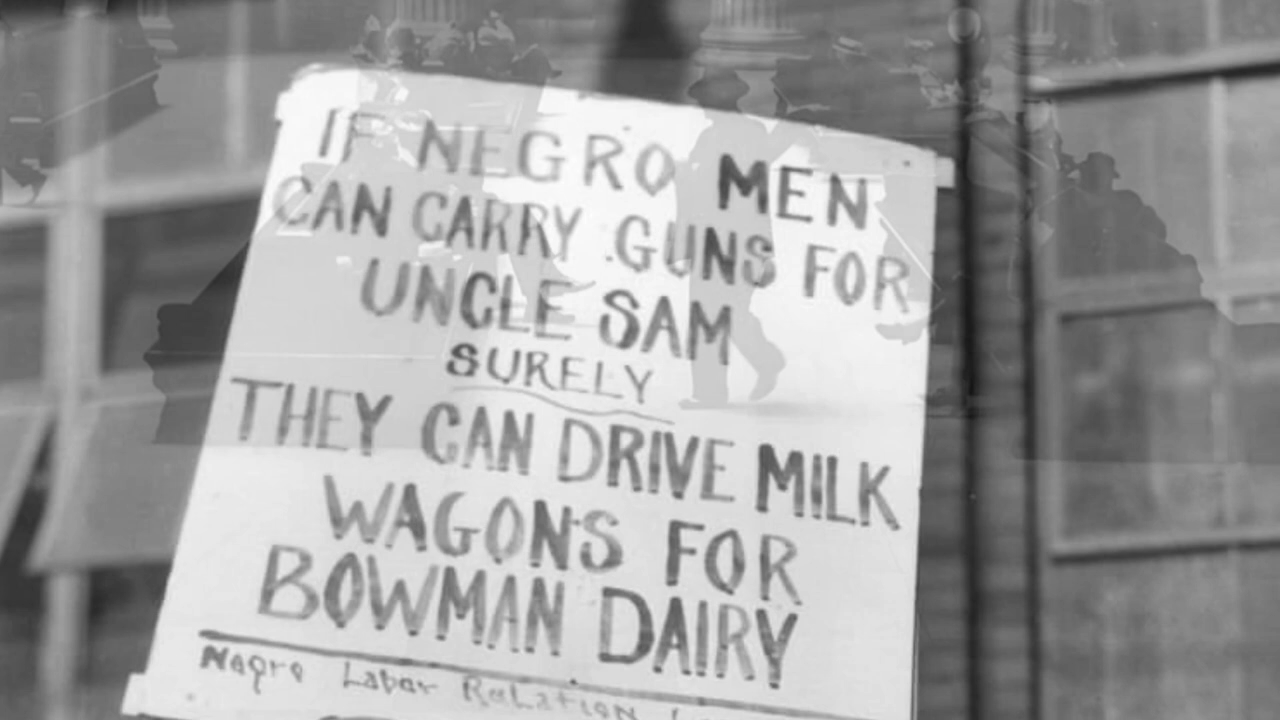 IF NEGRO MEN
CAN CARRY GUNS FOR
UNCLE SAM
SURELY
THEY CAN DRIVE MILK
WAGONS FOR
BOWMAN DAIRY
Negro Labor Relation